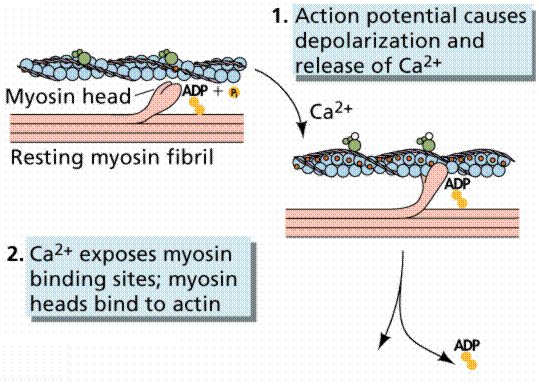 1. Action potential causes
depolarization and
release of Ca2+
Myosin head
ADP + Pi
Ca2+
Resting myosin fibril
ADP
2. Ca2+ exposes myosin
binding sites; myosin
heads bind to actin
ADP